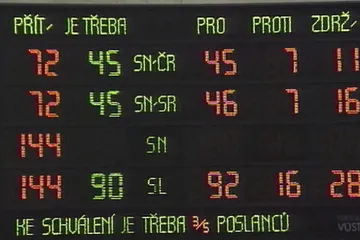 PŘÍT/ JE TŘEBA PRO PROTI ZDRŽ/
72 45 SN/ČR 45 7 11
72 45 SN/SR 46 7 16
144 SN
144 90 SL 92 16 28
KE SCHVÁLENÍ JE TŘEBA 3/5 POSLANCŮ